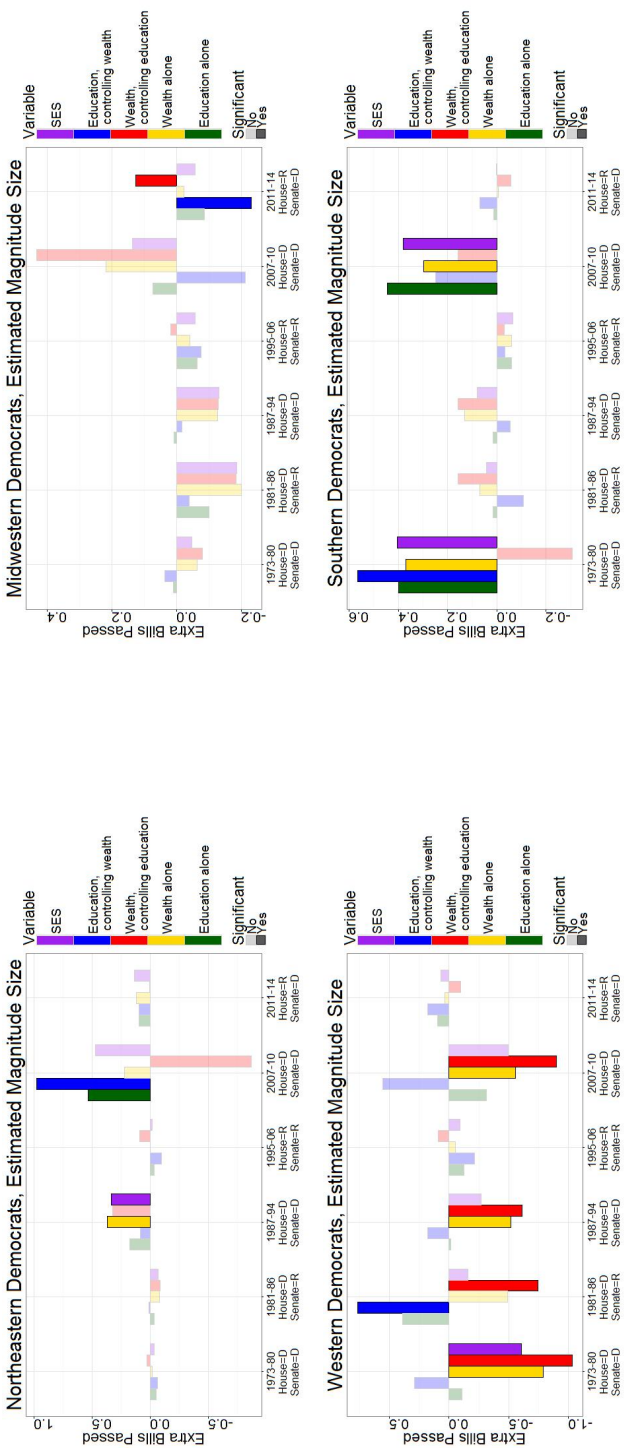 Northeastern Democrats, Estimated Magnitude Size
Extra Bills Passed
1.0
0.5
0.0
-0.5
1973-80
House=D
Senate=D
1981-86
House=D
Senate=R
1987-94
House=D
Senate=D
1995-06
House=R
Senate=R
2007-10
House=D
Senate=D
2011-14
House=R
Senate=D
Variable
SES
Education,
controlling wealth
Wealth,
controlling education
Wealth alone
Education alone
Significant
No
Yes
Midwestern Democrats, Estimated Magnitude Size
Extra Bills Passed
0.4
0.2
0.0
-0.2
1973-80
House=D
Senate=D
1981-86
House=D
Senate=R
1987-94
House=D
Senate=D
1995-06
House=R
Senate=R
2007-10
House=D
Senate=D
2011-14
House=R
Senate=D
Variable
SES
Education,
controlling wealth
Wealth,
controlling education
Wealth alone
Education alone
Significant
No
Yes
Western Democrats, Estimated Magnitude Size
Extra Bills Passed
0.5
0.0
-0.5
-1.0
1973-80
House=D
Senate=D
1981-86
House=D
Senate=R
1987-94
House=D
Senate=D
1995-06
House=R
Senate=R
2007-10
House=D
Senate=D
2011-14
House=R
Senate=D
Variable
SES
Education,
controlling wealth
Wealth,
controlling education
Wealth alone
Education alone
Significant
No
Yes
Southern Democrats, Estimated Magnitude Size
Extra Bills Passed
0.6
0.4
0.2
0.0
-0.2
1973-80
House=D
Senate=D
1981-86
House=D
Senate=R
1987-94
House=D
Senate=D
1995-06
House=R
Senate=R
2007-10
House=D
Senate=D
2011-14
House=R
Senate=D
Variable
SES
Education,
controlling wealth
Wealth,
controlling education
Wealth alone
Education alone
Significant
No
Yes